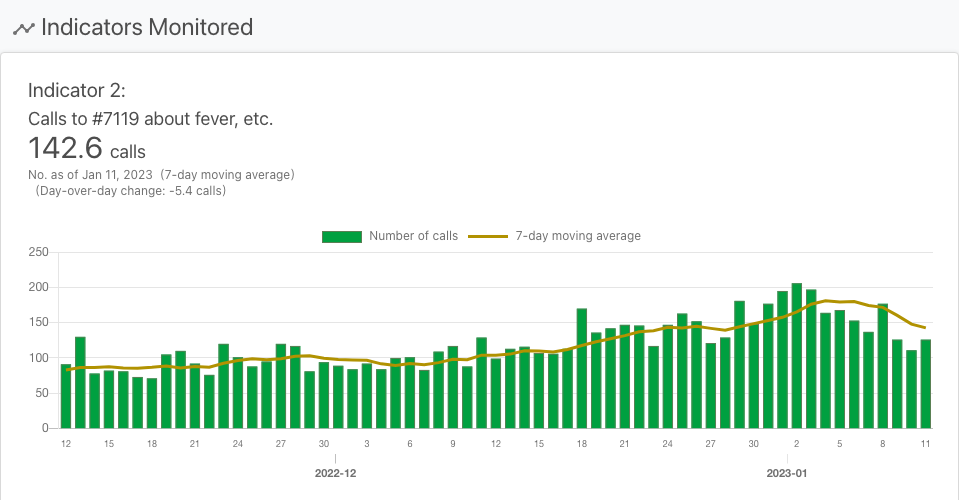 Indicators Monitored
Indicator 2:
Calls to #7119 about fever, etc.
142.6 calls
No. as of Jan 11, 2023 (7-day moving average)
(Day-over-day change: -5.4 calls)
Number of calls 7-day moving average
250
200
150
100
50
0
12 15 18 21 24 27 30 3 6 9 12 15 18 21 24 27 30 2 5 8 11
2022-12 2023-01